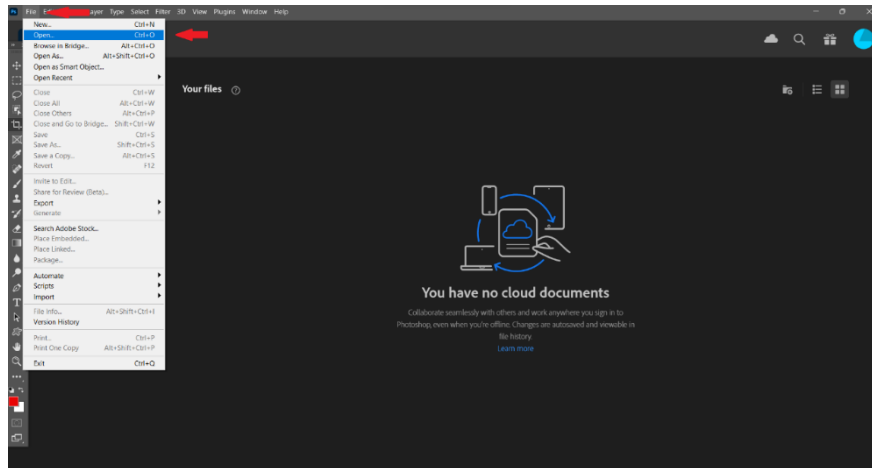 Ps File Ed ayer Type Select Filter 3D View Plugins Window Help
New... Ctrl+N
Open... Ctrl+O
Browse in Bridge... Alt+Ctrl+O
Open As... Alt+Shift+Ctrl+O
Open as Smart Object...
Open Recent
Close Ctrl+W
Close All Alt+Ctrl+W
Close Others Alt+Ctrl+P
Close and Go to Bridge... Shift+Ctrl+W
Save Ctrl+S
Save As... Shift+Ctrl+S
Save a Copy... Alt+Ctrl+S
Revert F12
Invite to Edit...
Share for Review (Beta)...
Export
Generate
Search Adobe Stock...
Place Embedded...
Place Linked...
Package...
Automate
Scripts
Import
File Info... Alt+Shift+Ctrl+I
Version History
Print... Ctrl+P
Print One Copy Alt+Shift+Ctrl+P
Exit Ctrl+Q
Your files
You have no cloud documents
Collaborate seamlessly with others and work anywhere you sign in to
Photoshop, even when you're offline. Changes are autosaved and viewable in
file history.
Learn more